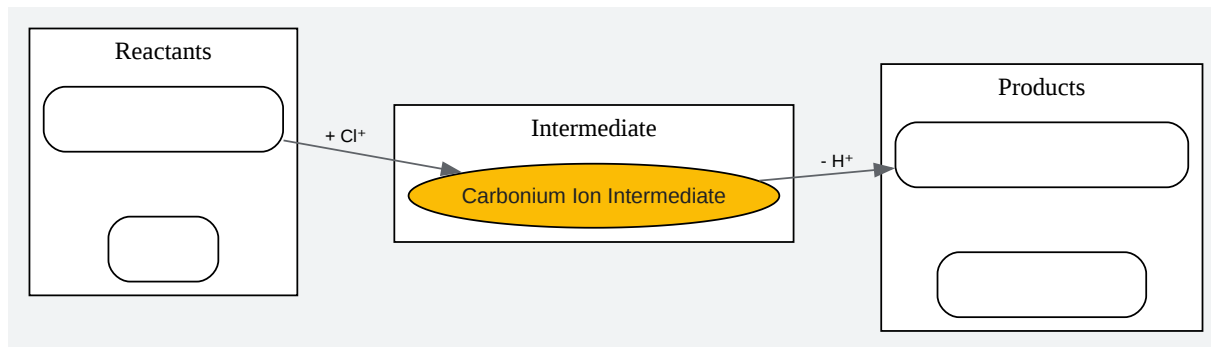 Reactants
+ Cl⁺
Intermediate
Carbonium Ion Intermediate
- H⁺
Products